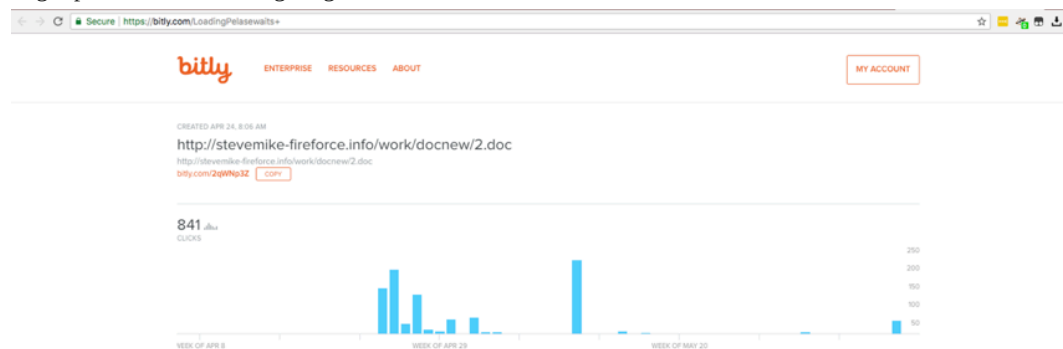 Secure | https://bitly.com/LoadingPelasewaits+
bitly ENTERPRISE RESOURCES ABOUT MY ACCOUNT
CREATED APR 24, 8:06 AM
http://stevemike-fireforce.info/work/docnew/2.doc
http://stevemike-fireforce.info/work/docnew/2.doc
bitly.com/2qWNp3Z COPY
841
CLICKS
250
200
150
100
50
WEEK OF APR 8 WEEK OF APR 29 WEEK OF MAY 20